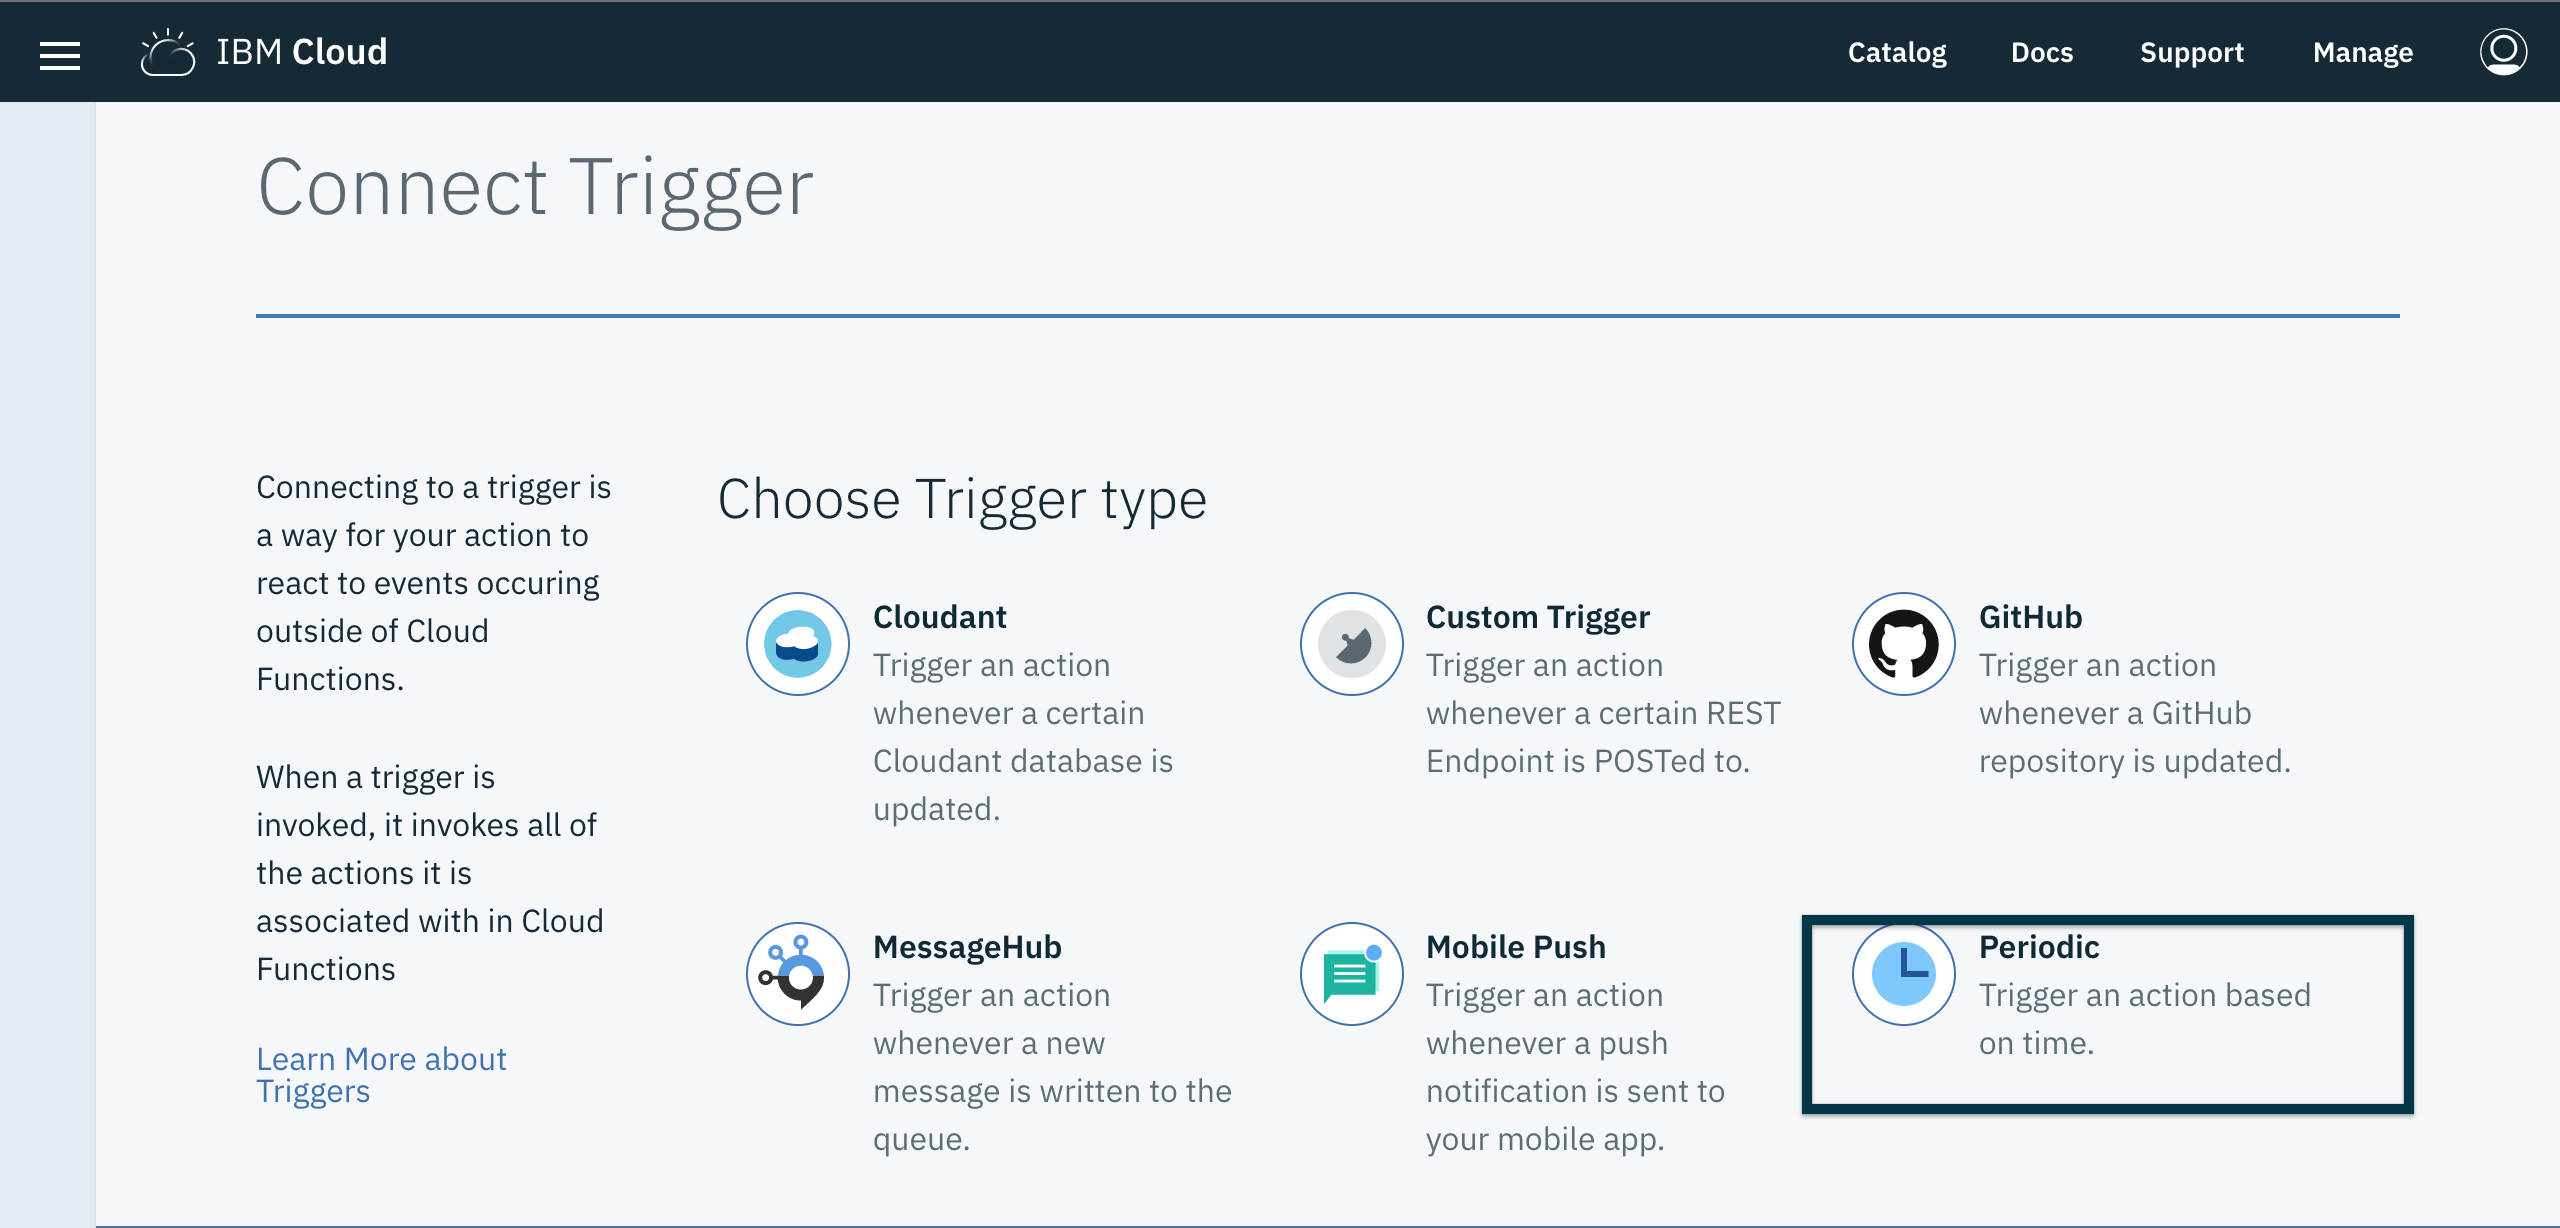 IBM Cloud
Catalog
Docs
Support
Manage
Connect Trigger
Connecting to a trigger is
a way for your action to
react to events occuring
outside of Cloud
Functions.
When a trigger is
invoked, it invokes all of
the actions it is
associated with in Cloud
Functions
Learn More about
Triggers
Choose Trigger type
Cloudant
Trigger an action
whenever a certain
Cloudant database is
updated.
Custom Trigger
Trigger an action
whenever a certain REST
Endpoint is POSTed to.
GitHub
Trigger an action
whenever a GitHub
repository is updated.
MessageHub
Trigger an action
whenever a new
message is written to the
queue.
Mobile Push
Trigger an action
whenever a push
notification is sent to
your mobile app.
Periodic
Trigger an action based
on time.